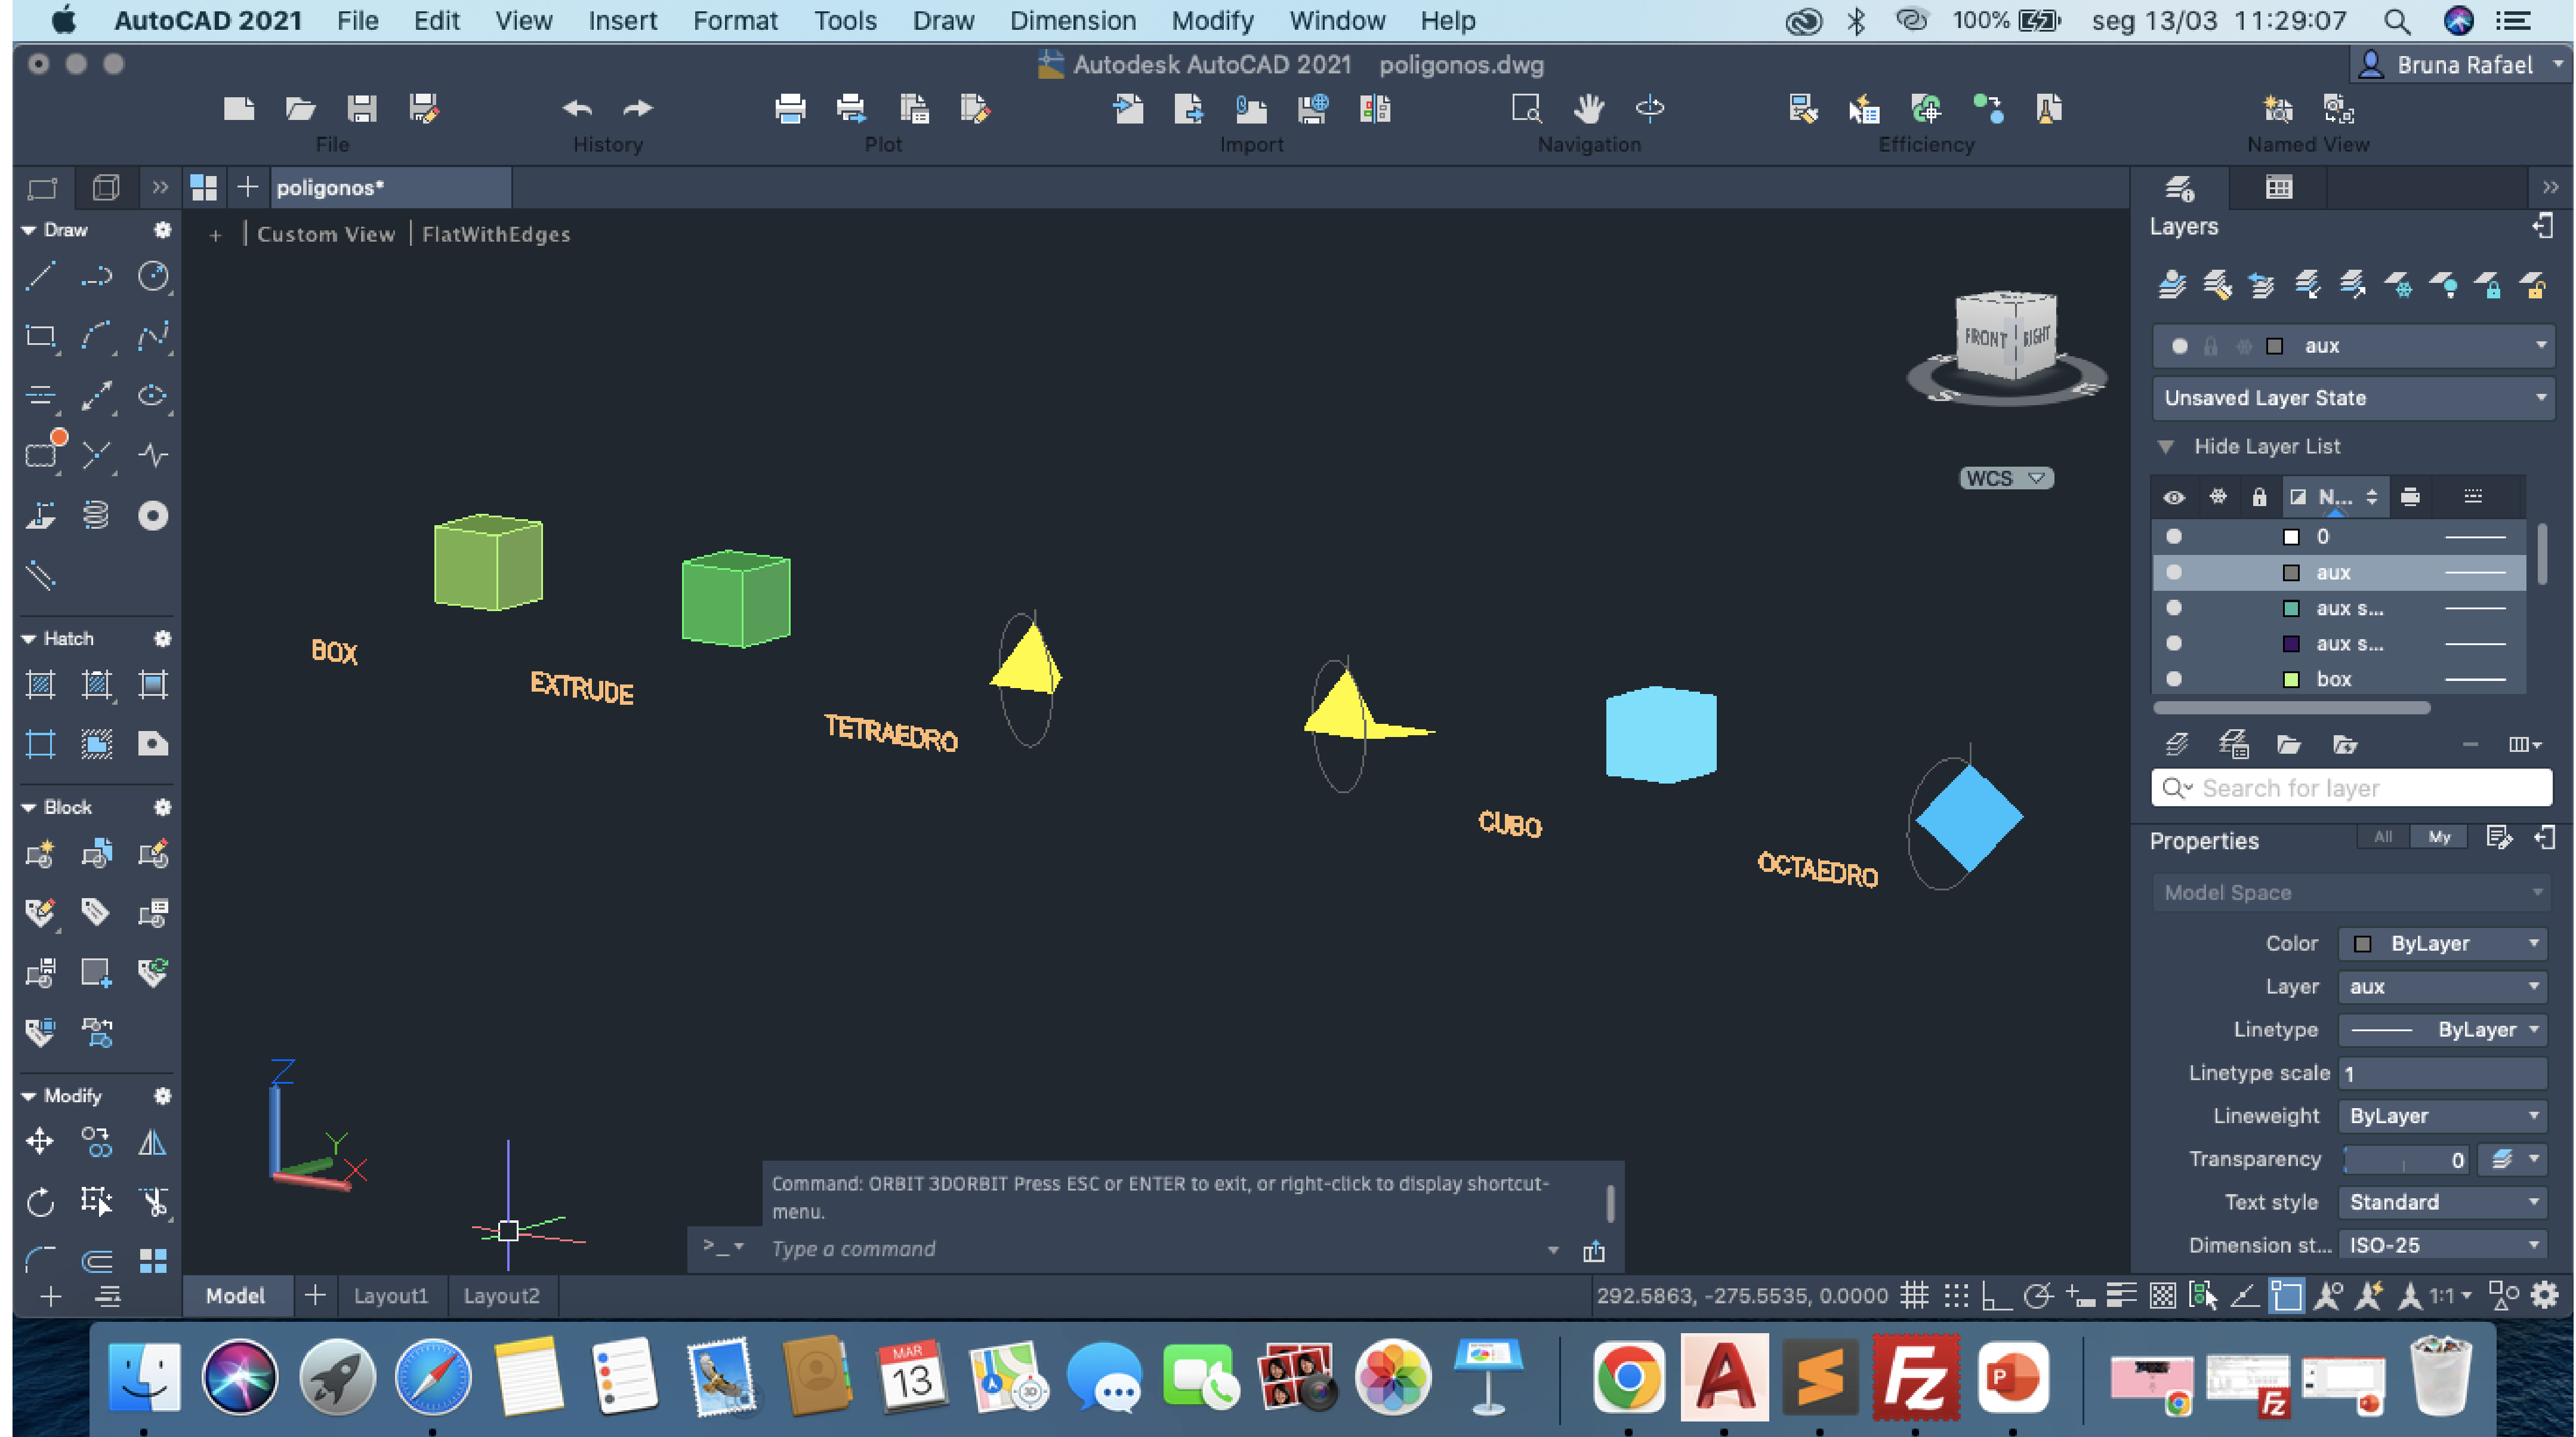 AutoCAD 2021 File Edit View Insert Format Tools Draw Dimension Modify Window Help 100% seg 13/03 11:29:07
Autodesk AutoCAD 2021 poligonos.dwg Bruna Rafael
File History Plot Import Navigation Efficiency Named View
poligonos*
Draw
+ | Custom View | FlatWithEdges
Hatch
Block
Modify
FRONT RIGHT
WCS
BOX
EXTRUDE
TETRAEDRO
CUBO
OCTAEDRO
Z
Y
X
Command: ORBIT 3DORBIT Press ESC or ENTER to exit, or right-click to display shortcut-
menu.
>_ Type a command
Model Layout1 Layout2
292.5863, -275.5535, 0.0000 1:1
Layers
aux
Unsaved Layer State
Hide Layer List
N...
0
aux
aux s...
aux s...
box
Search for layer
Properties All My
Model Space
Color ByLayer
Layer aux
Linetype ByLayer
Linetype scale 1
Lineweight ByLayer
Transparency 0
Text style Standard
Dimension st... ISO-25
MAR
13
3D
A
Fz
P
Fz